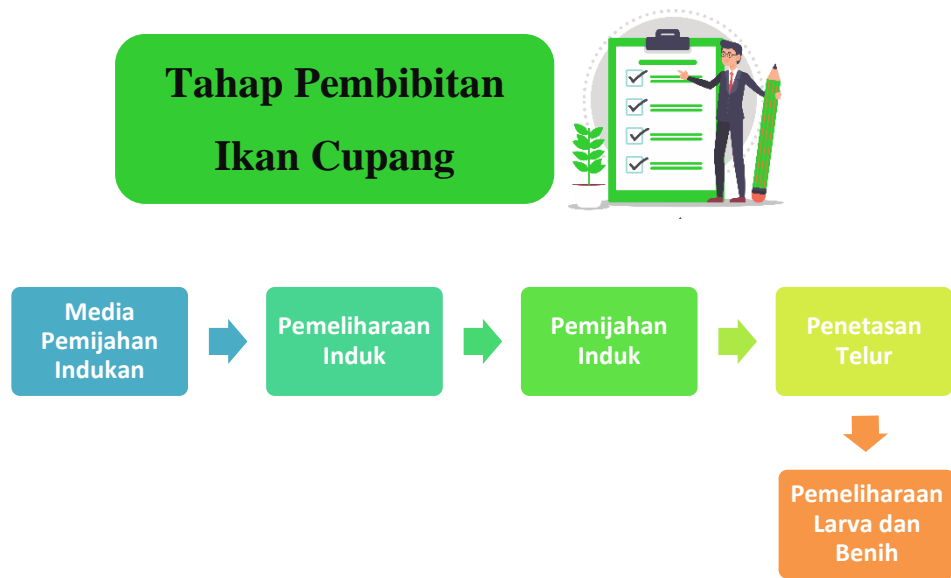 Tahap Pembibitan
Ikan Cupang
Media
Pemijahan
Indukan
Pemeliharaan
Induk
Pemijahan
Induk
Penetasan
Telur
Pemeliharaan
Larva dan
Benih